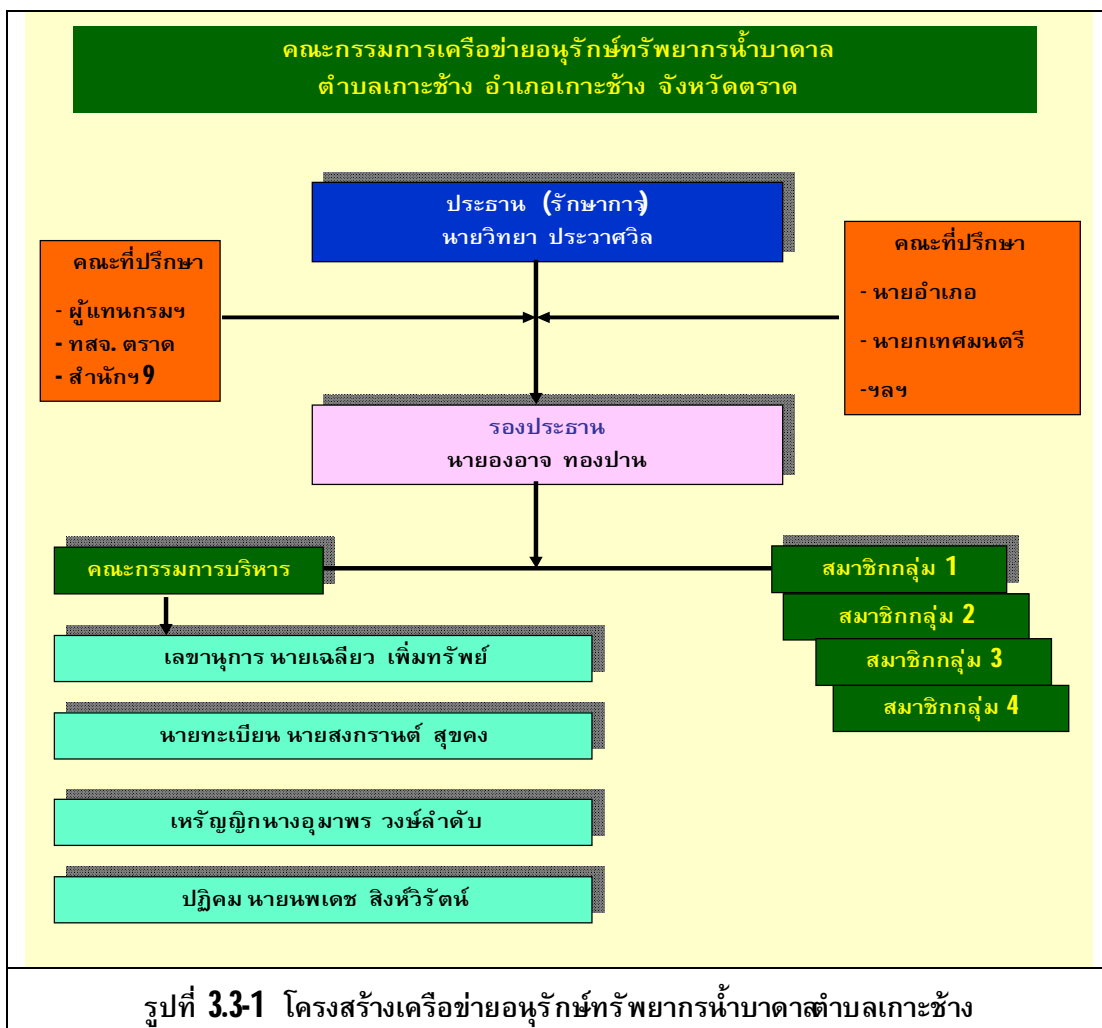 คณะกรรมการเครือข่ายอนุรักษ์ทรัพยากรน้ำบาดาล
ตำบลเกาะช้าง อำเภอเกาะช้าง จังหวัดตราด
ประธาน (รักษาการ)
นายวิทยา ประวาศวิล
คณะที่ปรึกษา
- ผู้แทนกรมฯ
- ทสจ. ตราด
- สำนักฯ 9
คณะที่ปรึกษา
- นายอำเภอ
- นายกเทศมนตรี
-ฯลฯ
รองประธาน
นายองอาจ ทองปาน
คณะกรรมการบริหาร
เลขานุการ นายเฉลียว เพิ่มทรัพย์
นายทะเบียน นายสงกรานต์ สุขคง
เหรัญญิกนางอุมาพร วงษ์ลำดับ
ปฏิคม นายนพเดช สิงห์วิรัตน์
สมาชิกกลุ่ม 1
สมาชิกกลุ่ม 2
สมาชิกกลุ่ม 3
สมาชิกกลุ่ม 4
รูปที่ 3.3-1 โครงสร้างเครือข่ายอนุรักษ์ทรัพยากรน้ำบาดาลตำบลเกาะช้าง